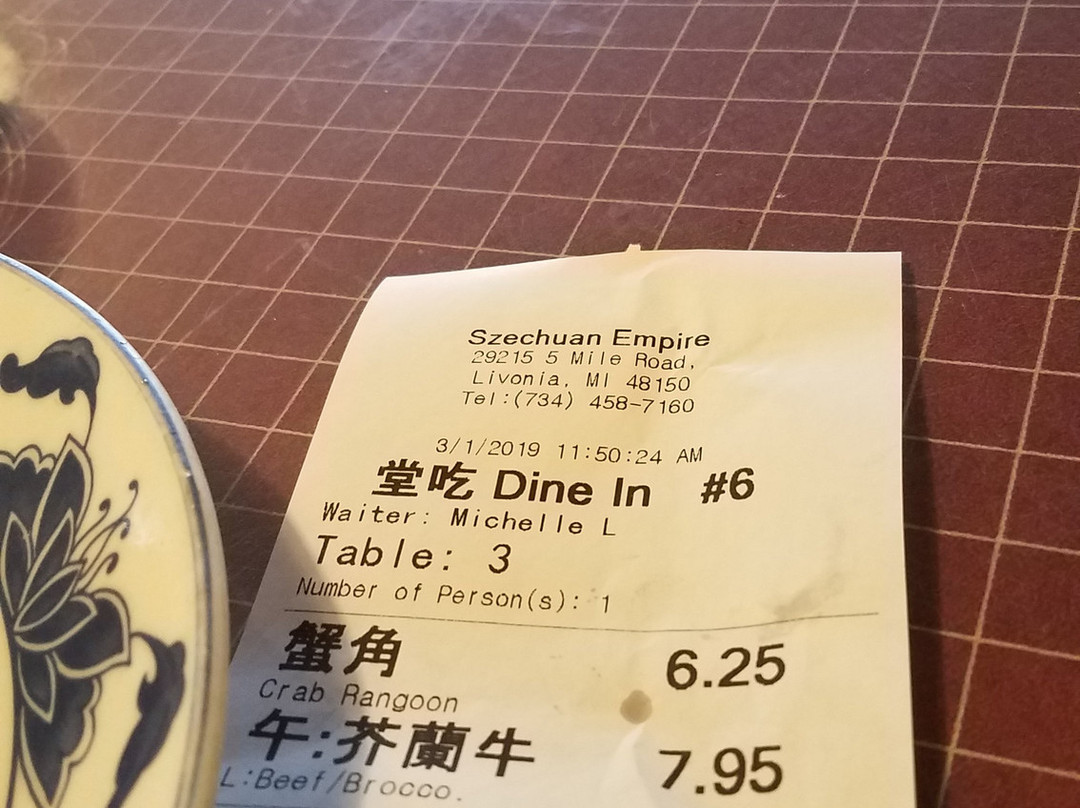 Szechuan Empire
29215 5 Mile Road,
Livonia, MI 48150
Tel:(734) 458-7160
3/1/2019 11:50:24 AM
堂吃 Dine In #6
Waiter: Michelle L
Table: 3
Number of Person(s): 1
蟹角 6.25
Crab Rangoon
午:芥蘭牛 7.95
L:Beef/Brocco.